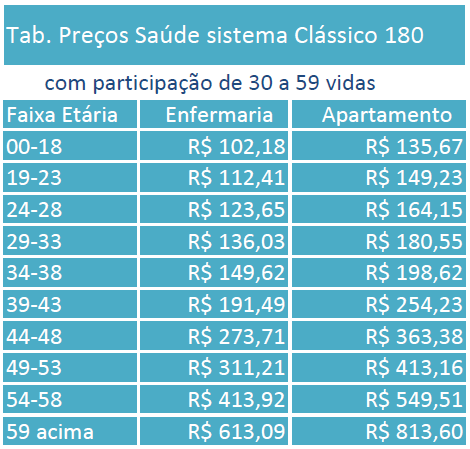 Tab. Preços Saúde sistema Clássico 180
com participação de 30 a 59 vidas
Faixa Etária Enfermaria Apartamento
00-18 R$ 102,18 R$ 135,67
19-23 R$ 112,41 R$ 149,23
24-28 R$ 123,65 R$ 164,15
29-33 R$ 136,03 R$ 180,55
34-38 R$ 149,62 R$ 198,62
39-43 R$ 191,49 R$ 254,23
44-48 R$ 273,71 R$ 363,38
49-53 R$ 311,21 R$ 413,16
54-58 R$ 413,92 R$ 549,51
59 acima R$ 613,09 R$ 813,60